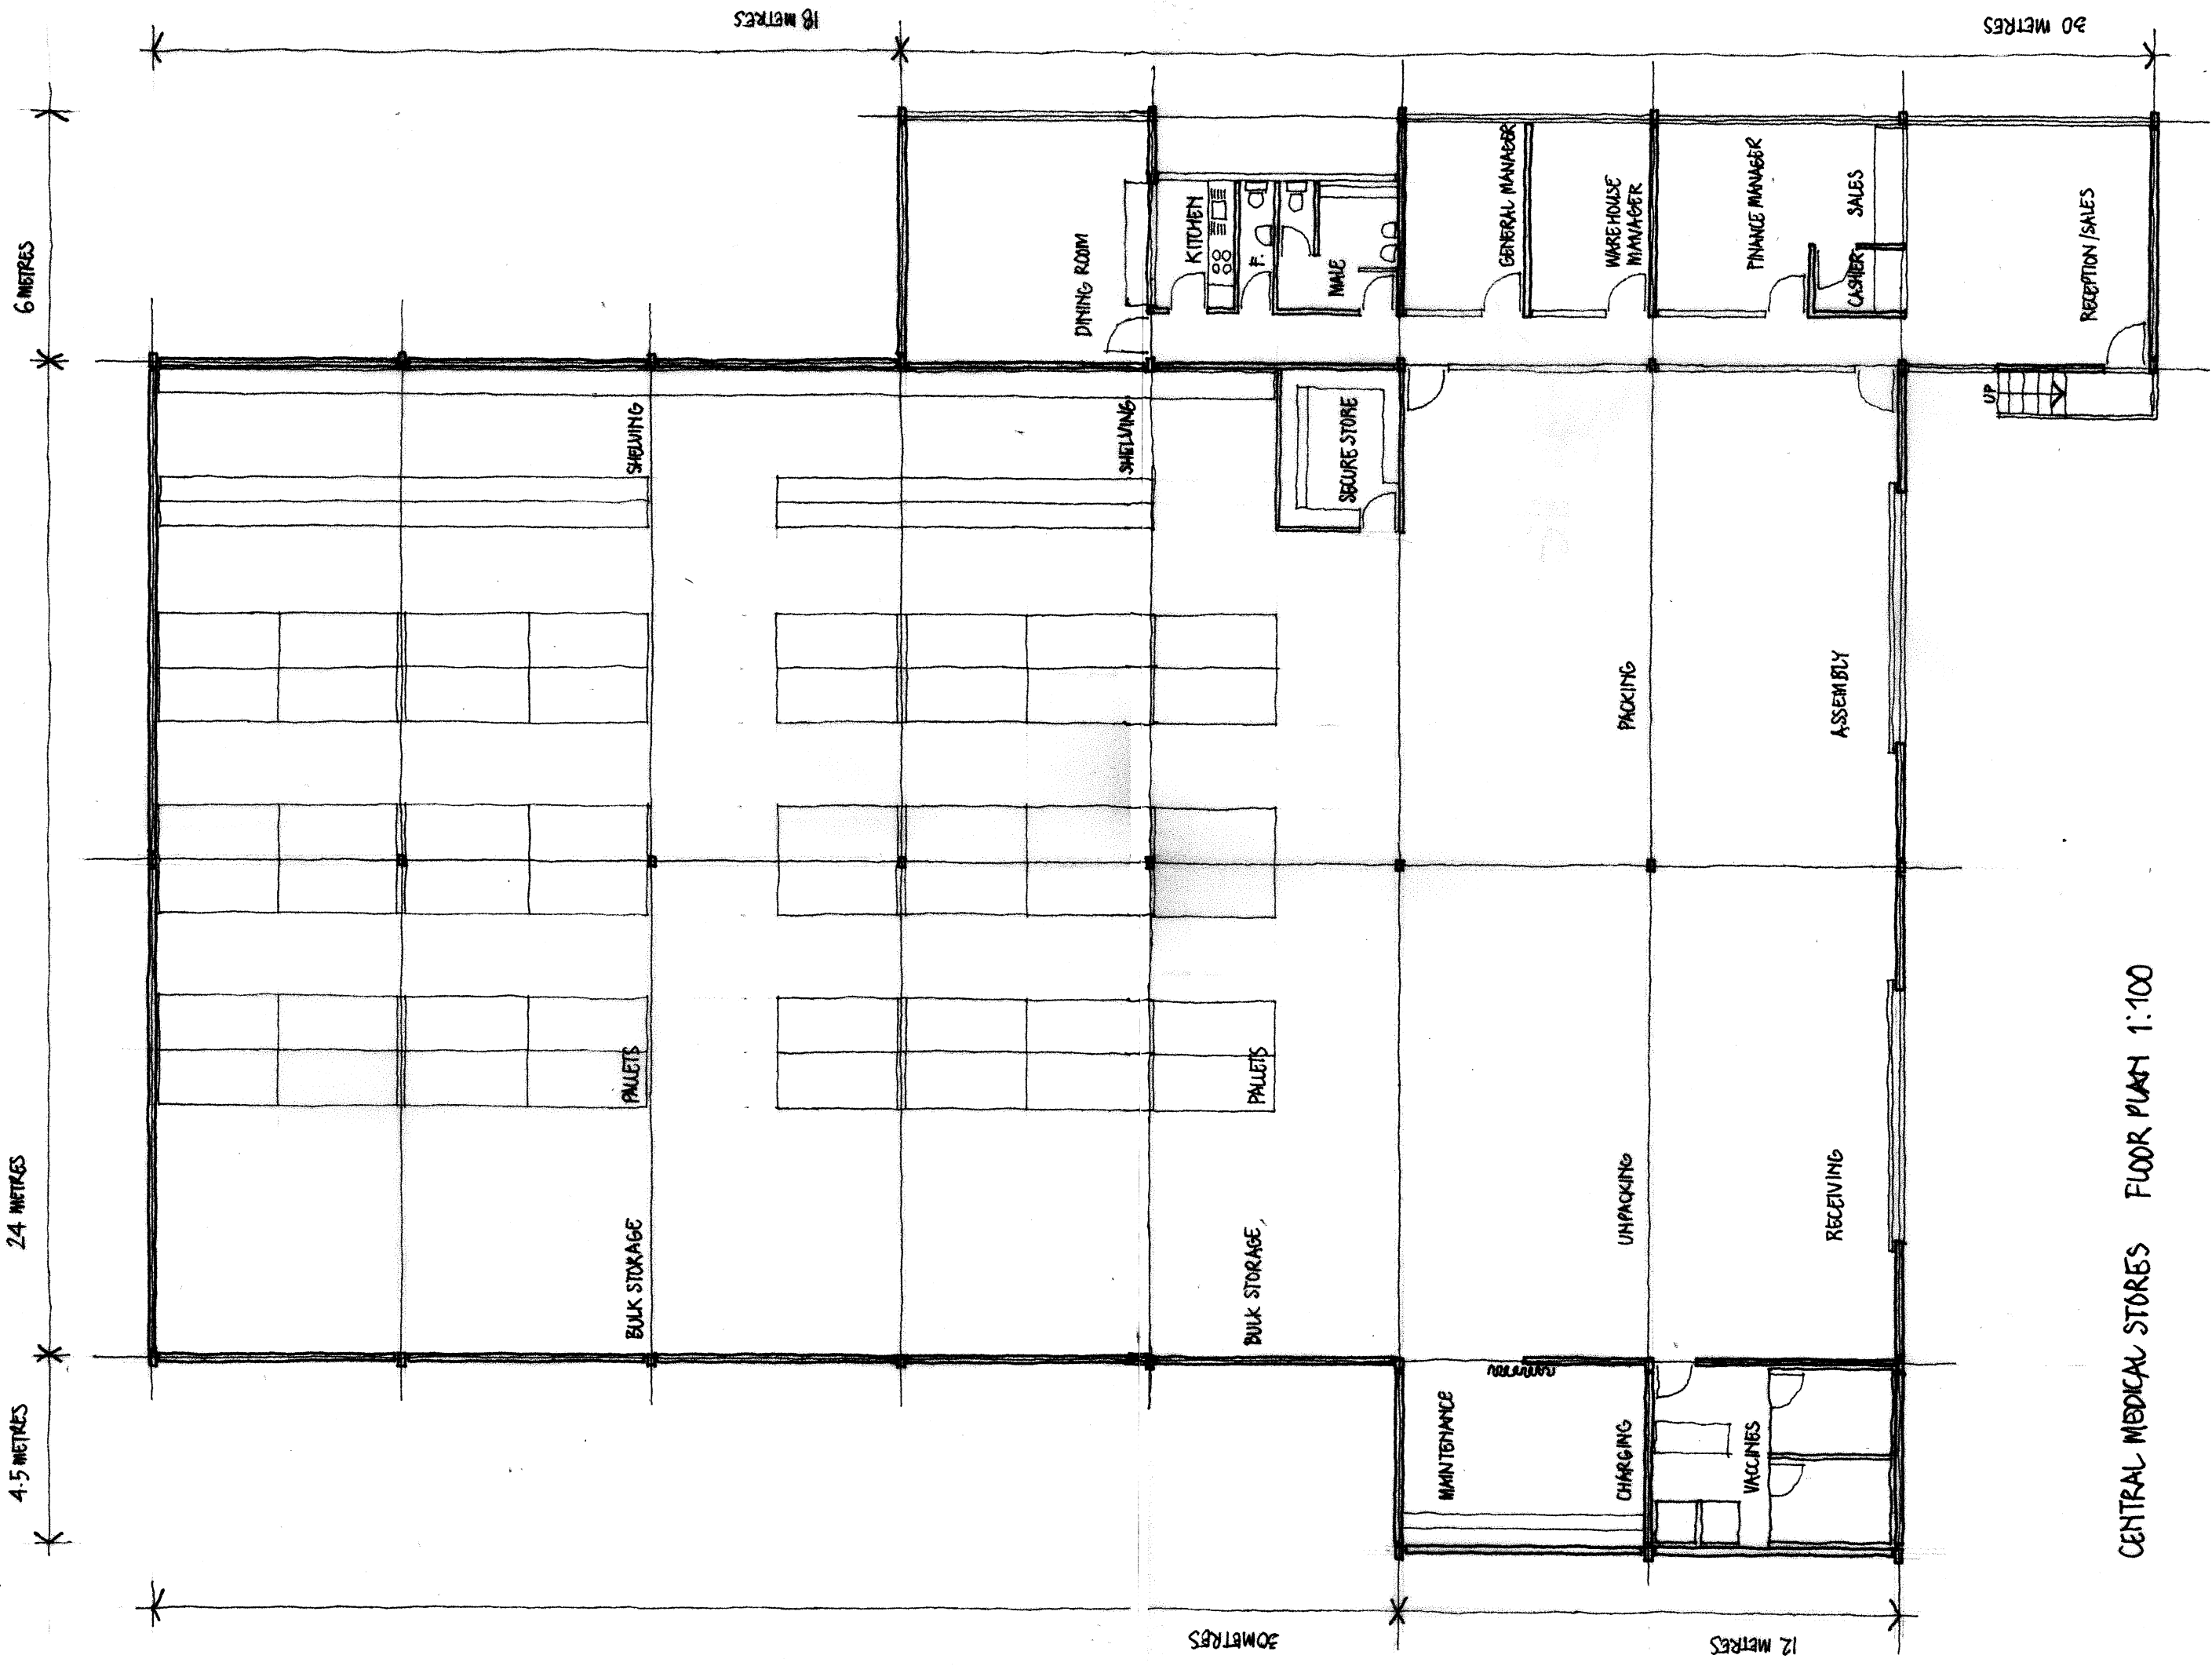 18 METRES
30 METRES
6 METRES
24 METRES
4.5 METRES
30 METRES
12 METRES
DINING ROOM
KITCHEN
F.
MALE
GENERAL MANAGER
WAREHOUSE
MANAGER
FINANCE MANAGER
CASHIER
SALES
RECEPTION/SALES
UP
SHELVING
SHELVING
SECURE STORE
PACKING
ASSEMBLY
PALLETS
PALLETS
BULK STORAGE
BULK STORAGE
UNPACKING
RECEIVING
MAINTENANCE
CHARGING
VACCINES
CENTRAL MEDICAL STORES FLOOR PLAN 1:100